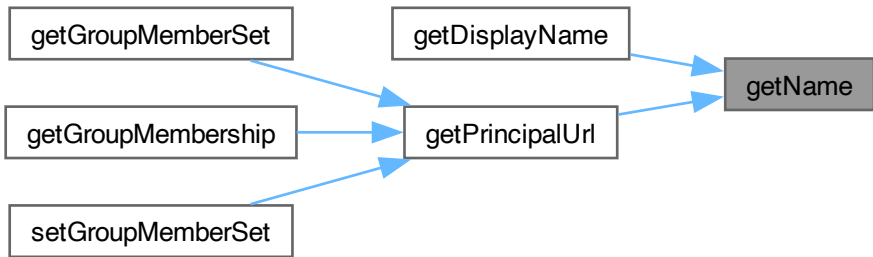 getGroupMemberSet
getDisplayName
getName
getGroupMembership
getPrincipalUrl
setGroupMemberSet